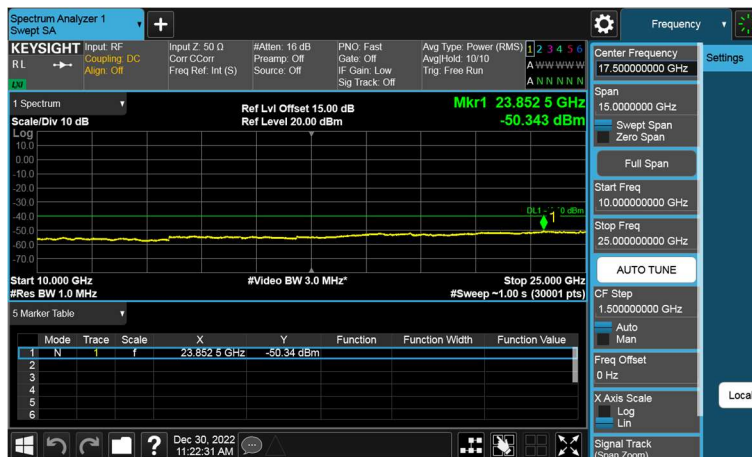 Spectrum Analyzer 1
Swept SA
+
Frequency
KEYSIGHT
RL
LXI
Input: RF
Coupling: DC
Align: Off
Input Z: 50 Ω
Corr CCorr
Freq Ref: Int (S)
#Atten: 16 dB
Preamp: Off
Source: Off
PNO: Fast
Gate: Off
IF Gain: Low
Sig Track: Off
Avg Type: Power (RMS)
Avg|Hold: 10/10
Trig: Free Run
1 2 3 4 5 6
A W W W W W
A N N N N N
1 Spectrum
Scale/Div 10 dB
Ref Lvl Offset 15.00 dB
Ref Level 20.00 dBm
Mkr1 23.852 5 GHz
-50.343 dBm
Log
10.0
0.00
-10.0
-20.0
-30.0
-40.0
-50.0
-60.0
-70.0
1
Start 10.000 GHz
#Res BW 1.0 MHz
#Video BW 3.0 MHz*
Stop 25.000 GHz
#Sweep ~1.00 s (30001 pts)
5 Marker Table
Mode Trace Scale X Y Function Function Width Function Value
1 N 1 f 23.852 5 GHz -50.34 dBm
2
3
4
5
6
?
Dec 30, 2022
11:22:31 AM
Center Frequency
17.500000000 GHz
Settings
Span
15.0000000 GHz
Swept Span
Zero Span
Full Span
Start Freq
10.000000000 GHz
Stop Freq
25.000000000 GHz
AUTO TUNE
CF Step
1.500000000 GHz
Auto
Man
Freq Offset
0 Hz
X Axis Scale
Log
Lin
Local
Signal Track
(Span Zoom)